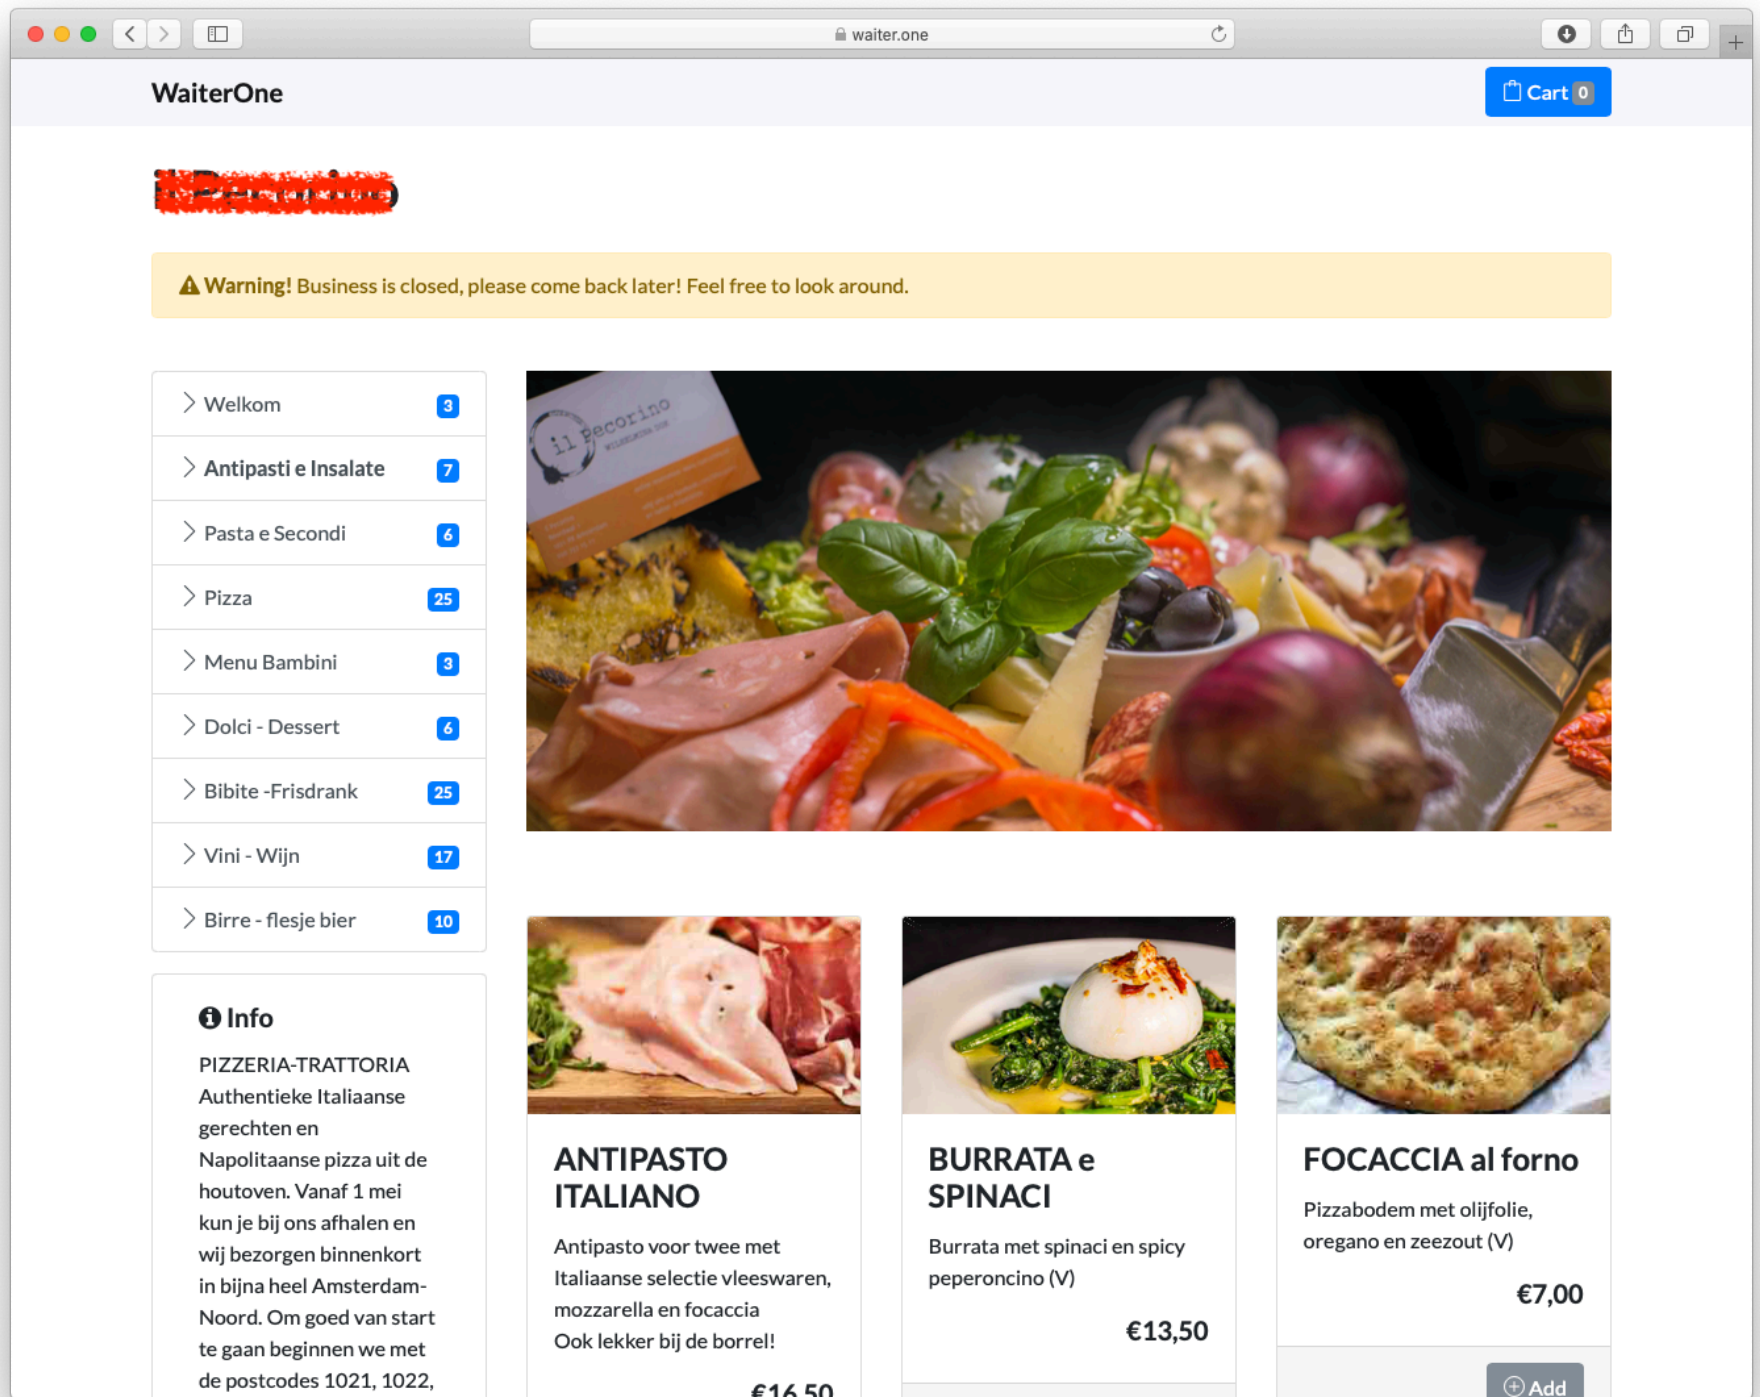 waiter.one
WaiterOne
Cart 0
Warning! Business is closed, please come back later! Feel free to look around.
Welkom 3
Antipasti e Insalate 7
Pasta e Secondi 6
Pizza 25
Menu Bambini 3
Dolci - Dessert 6
Bibite -Frisdrank 25
Vini - Wijn 17
Birre - flesje bier 10
Info
PIZZERIA-TRATTORIA
Authentieke Italiaanse
gerechten en
Napolitaanse pizza uit de
houtoven. Vanaf 1 mei
kun je bij ons afhalen en
wij bezorgen binnenkort
in bijna heel Amsterdam-
Noord. Om goed van start
te gaan beginnen we met
de postcodes 1021, 1022,
il Pecorino
ANTIPASTO
ITALIANO
Antipasto voor twee met
Italiaanse selectie vleeswaren,
mozzarella en focaccia
Ook lekker bij de borrel!
€16,50
BURRATA e
SPINACI
Burrata met spinaci en spicy
peperoncino (V)
€13,50
FOCACCIA al forno
Pizzabodem met olijfolie,
oregano en zeezout (V)
€7,00
Add